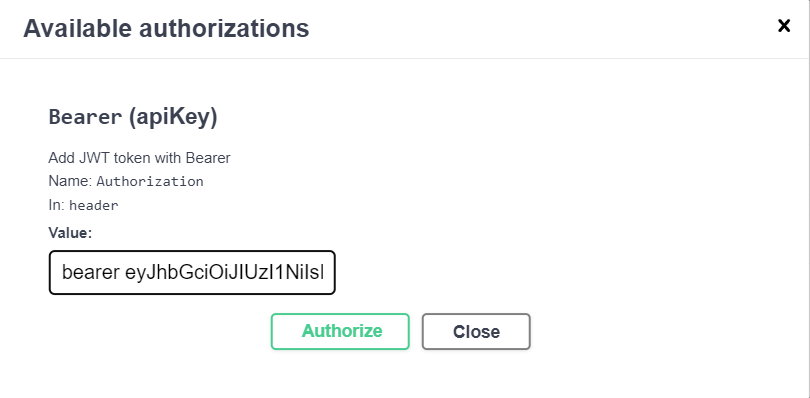 Available authorizations
x
Bearer (apiKey)
Add JWT token with Bearer
Name: Authorization
In: header
Value:
bearer eyJhbGciOiJIUzI1NiIsI
Authorize Close